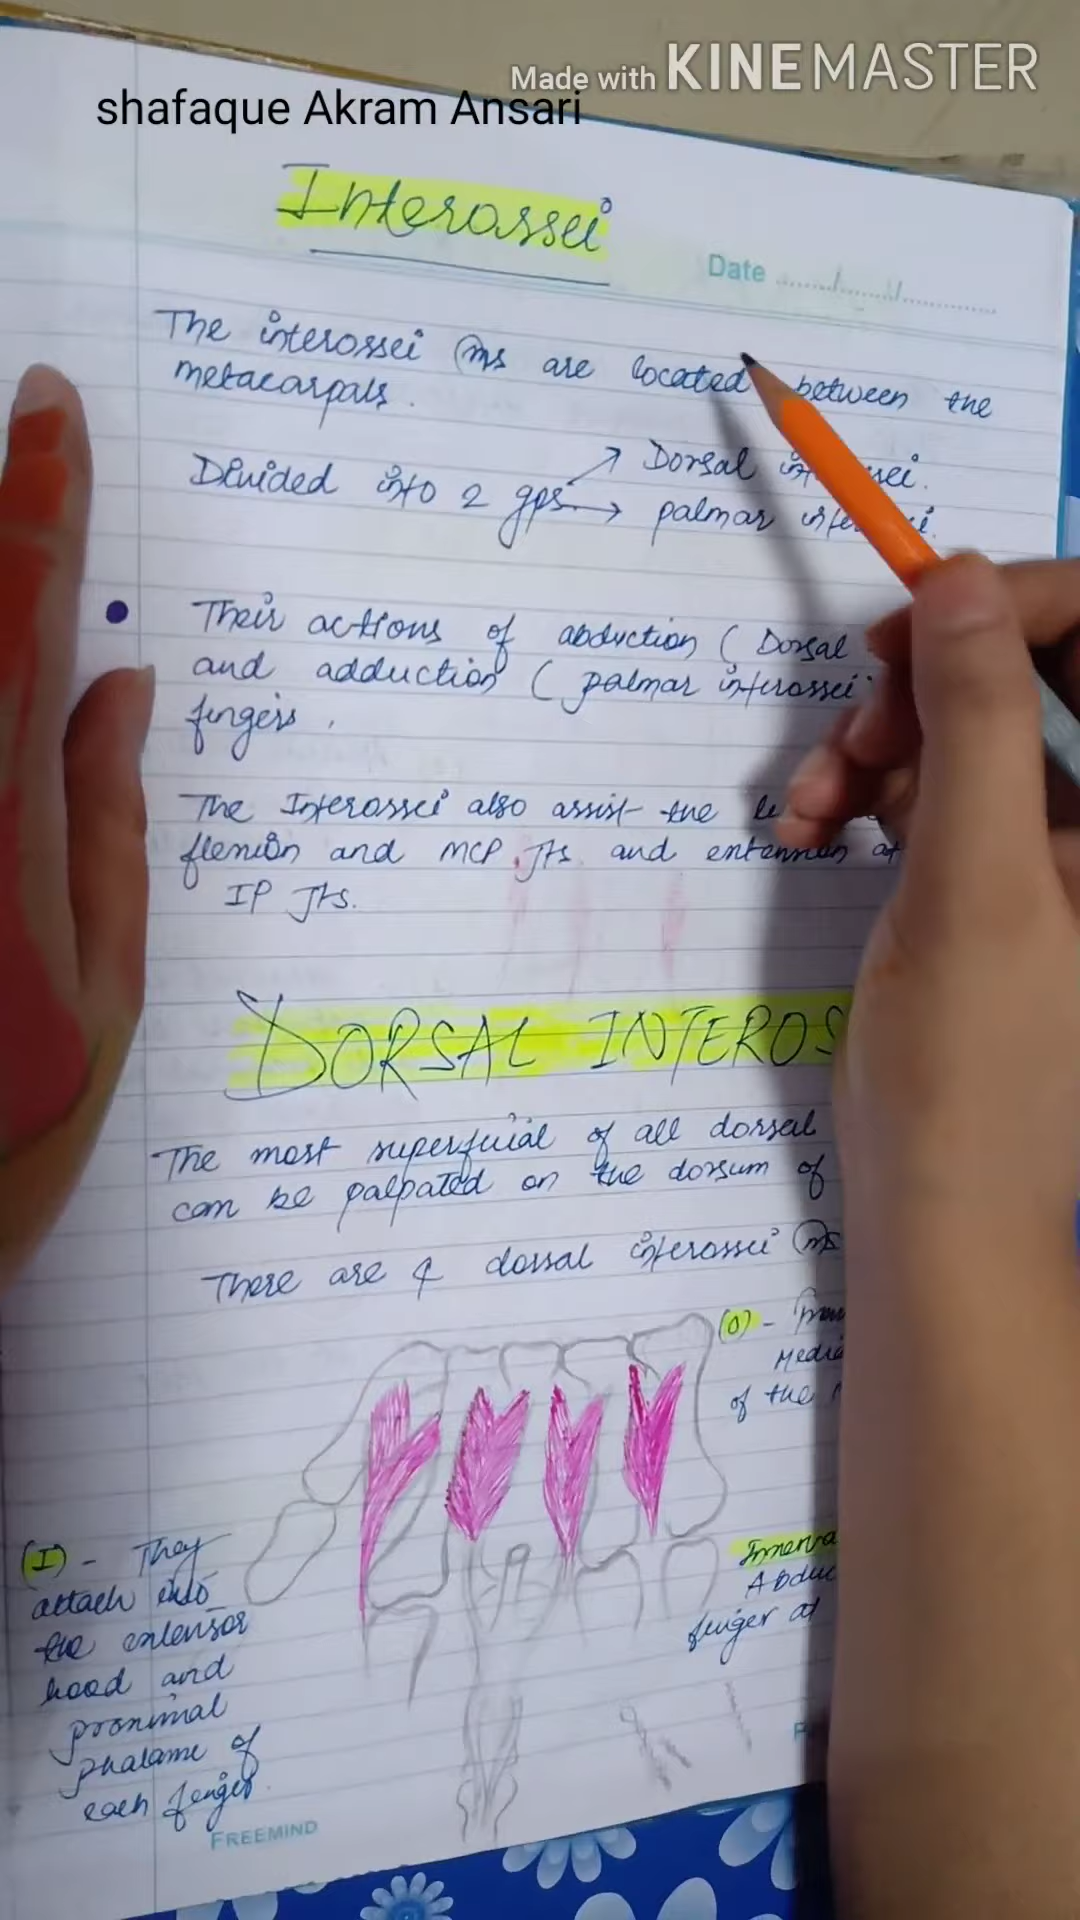 Made with KINEMASTER
shafaque Akram Ansari
Interossei
Date
The interossei ms are located between the
metacarpals.
Divided into 2 gps → Dorsal
→ palmar
Their actions of abduction ( Dorsal
and adduction ( palmar interossei
fingers.
The Interossei also assist the
flexion and MCP Jts and extension at
IP Jts.
DORSAL INTEROS
The most superficial of all dorsal
can be palpated on the dorsum of
There are 4 dorsal interossei ms
(O) -
of the
(I) - They
attach into
the extensor
hood and
proximal
phalanx of
each finger.
Innerva
Abduc
finger at
FREEMIND